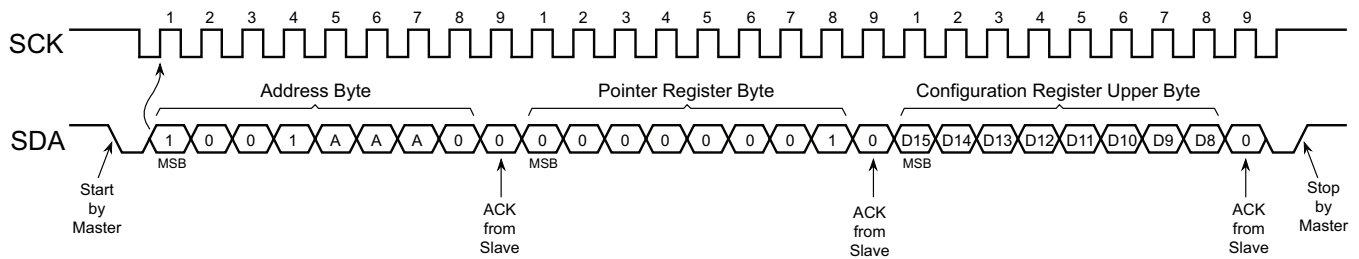 1 2 3 4 5 6 7 8 9 1 2 3 4 5 6 7 8 9 1 2 3 4 5 6 7 8 9
SCK
Address Byte Pointer Register Byte Configuration Register Upper Byte
SDA 1 0 0 1 A A A 0 0 0 0 0 0 0 0 0 1 0 D15 D14 D13 D12 D11 D10 D9 D8 0
MSB MSB MSB
Start
by
Master
ACK
from
Slave
ACK
from
Slave
ACK
from
Slave
Stop
by
Master